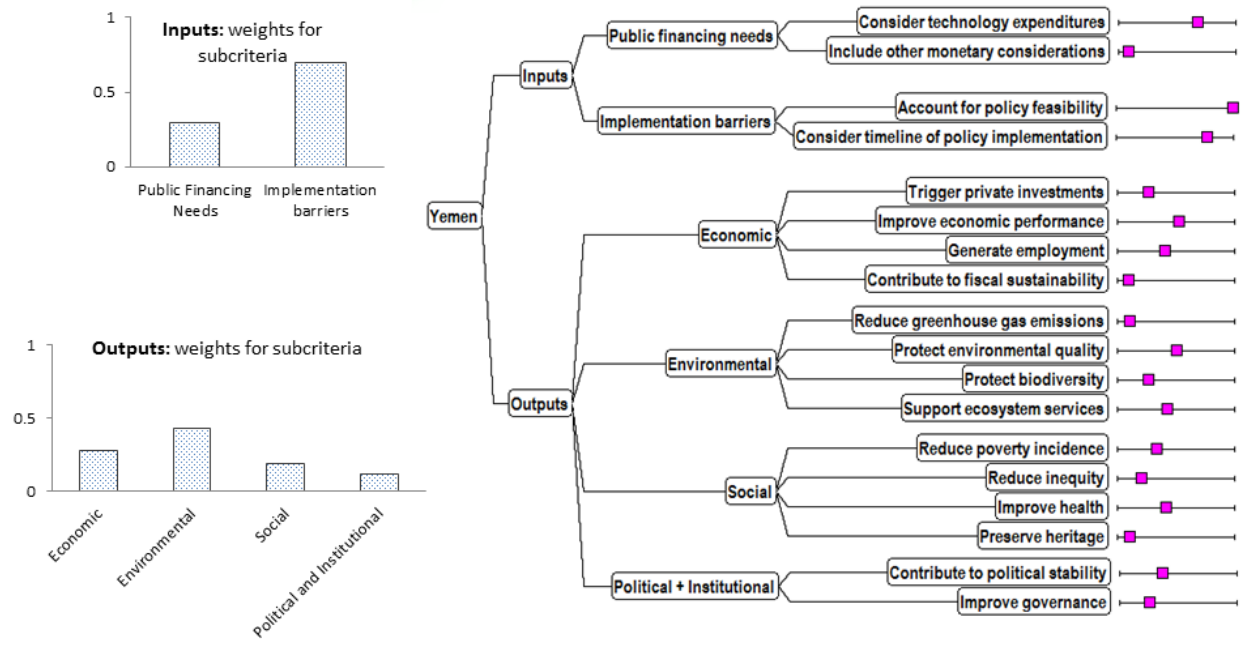 1
Inputs: weights for
subcriteria
0.5
0
Public Financing
Needs
Implementation
barriers
1
Outputs: weights for subcriteria
0.5
0
Economic
Environmental
Social
Political and Institutional
Yemen
Inputs
Public financing needs
Consider technology expenditures
Include other monetary considerations
Implementation barriers
Account for policy feasibility
Consider timeline of policy implementation
Outputs
Economic
Trigger private investments
Improve economic performance
Generate employment
Contribute to fiscal sustainability
Environmental
Reduce greenhouse gas emissions
Protect environmental quality
Protect biodiversity
Support ecosystem services
Social
Reduce poverty incidence
Reduce inequity
Improve health
Preserve heritage
Political + Institutional
Contribute to political stability
Improve governance